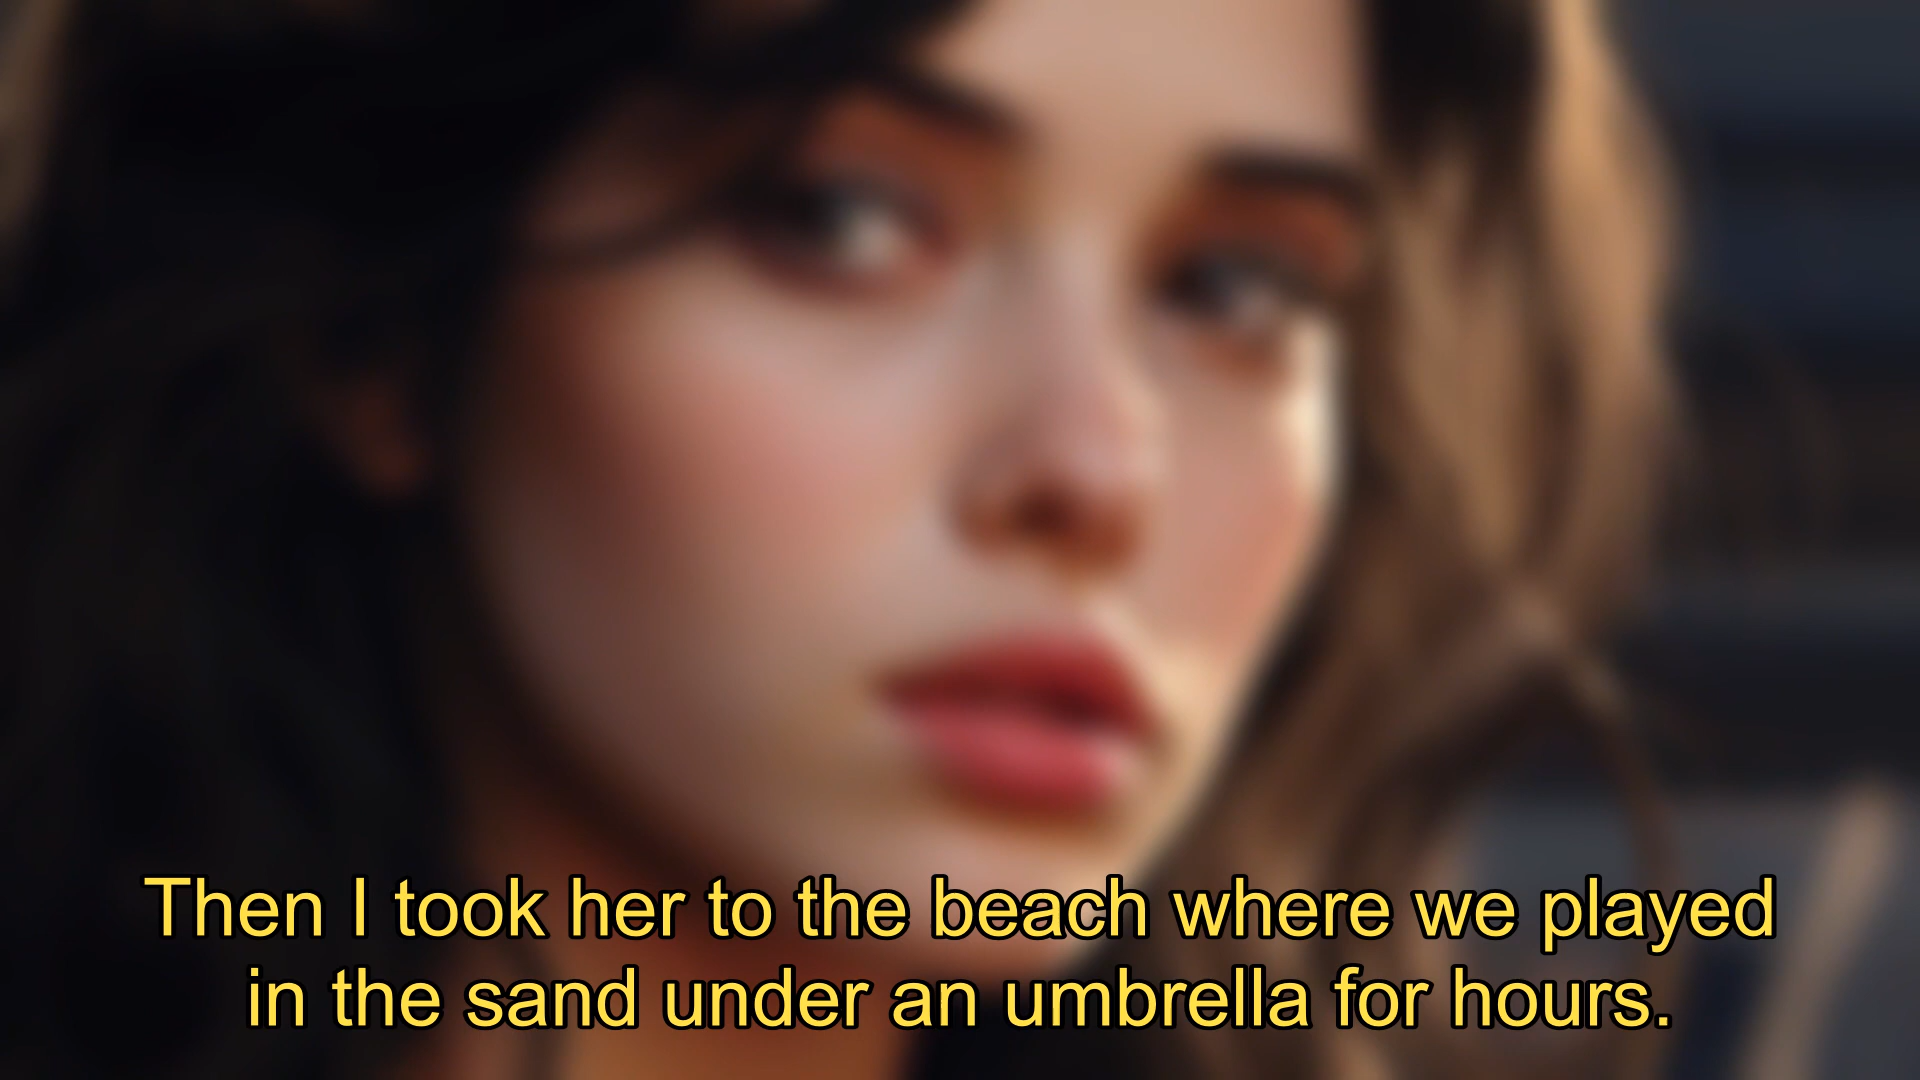 Then I took her to the beach where we played
in the sand under an umbrella for hours.